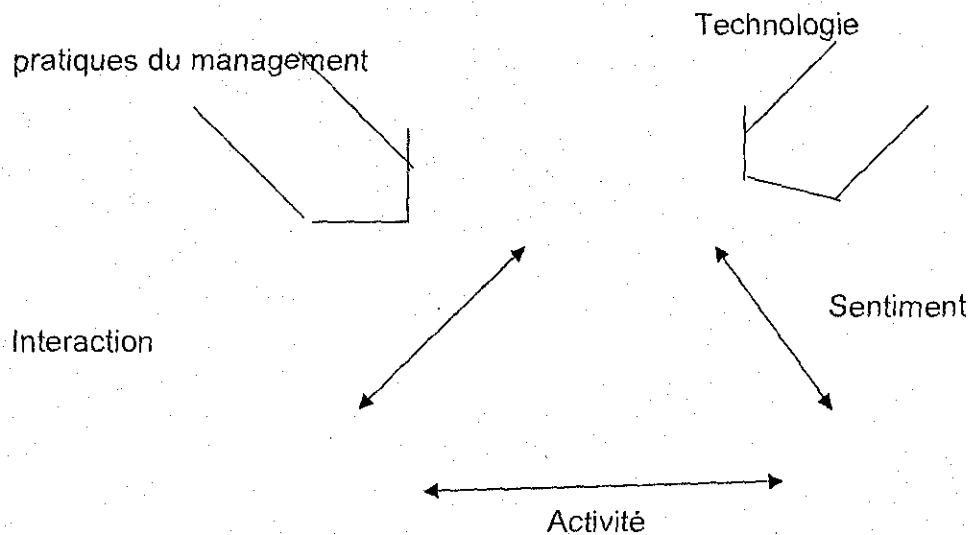 Technologie
pratiques du management
Sentiment
Interaction
Activité